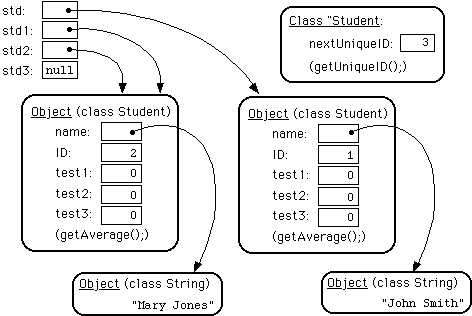 std:
std1:
std2:
std3: null
Class "Student:
nextUniqueID: 3
(getUniqueID();)
Object (class Student)
name:
ID: 2
test1: 0
test2: 0
test3: 0
(getAverage();)
Object (class Student)
name:
ID: 1
test1: 0
test2: 0
test3: 0
(getAverage();)
Object (class String)
"Mary Jones"
Object (class String)
"John Smith"